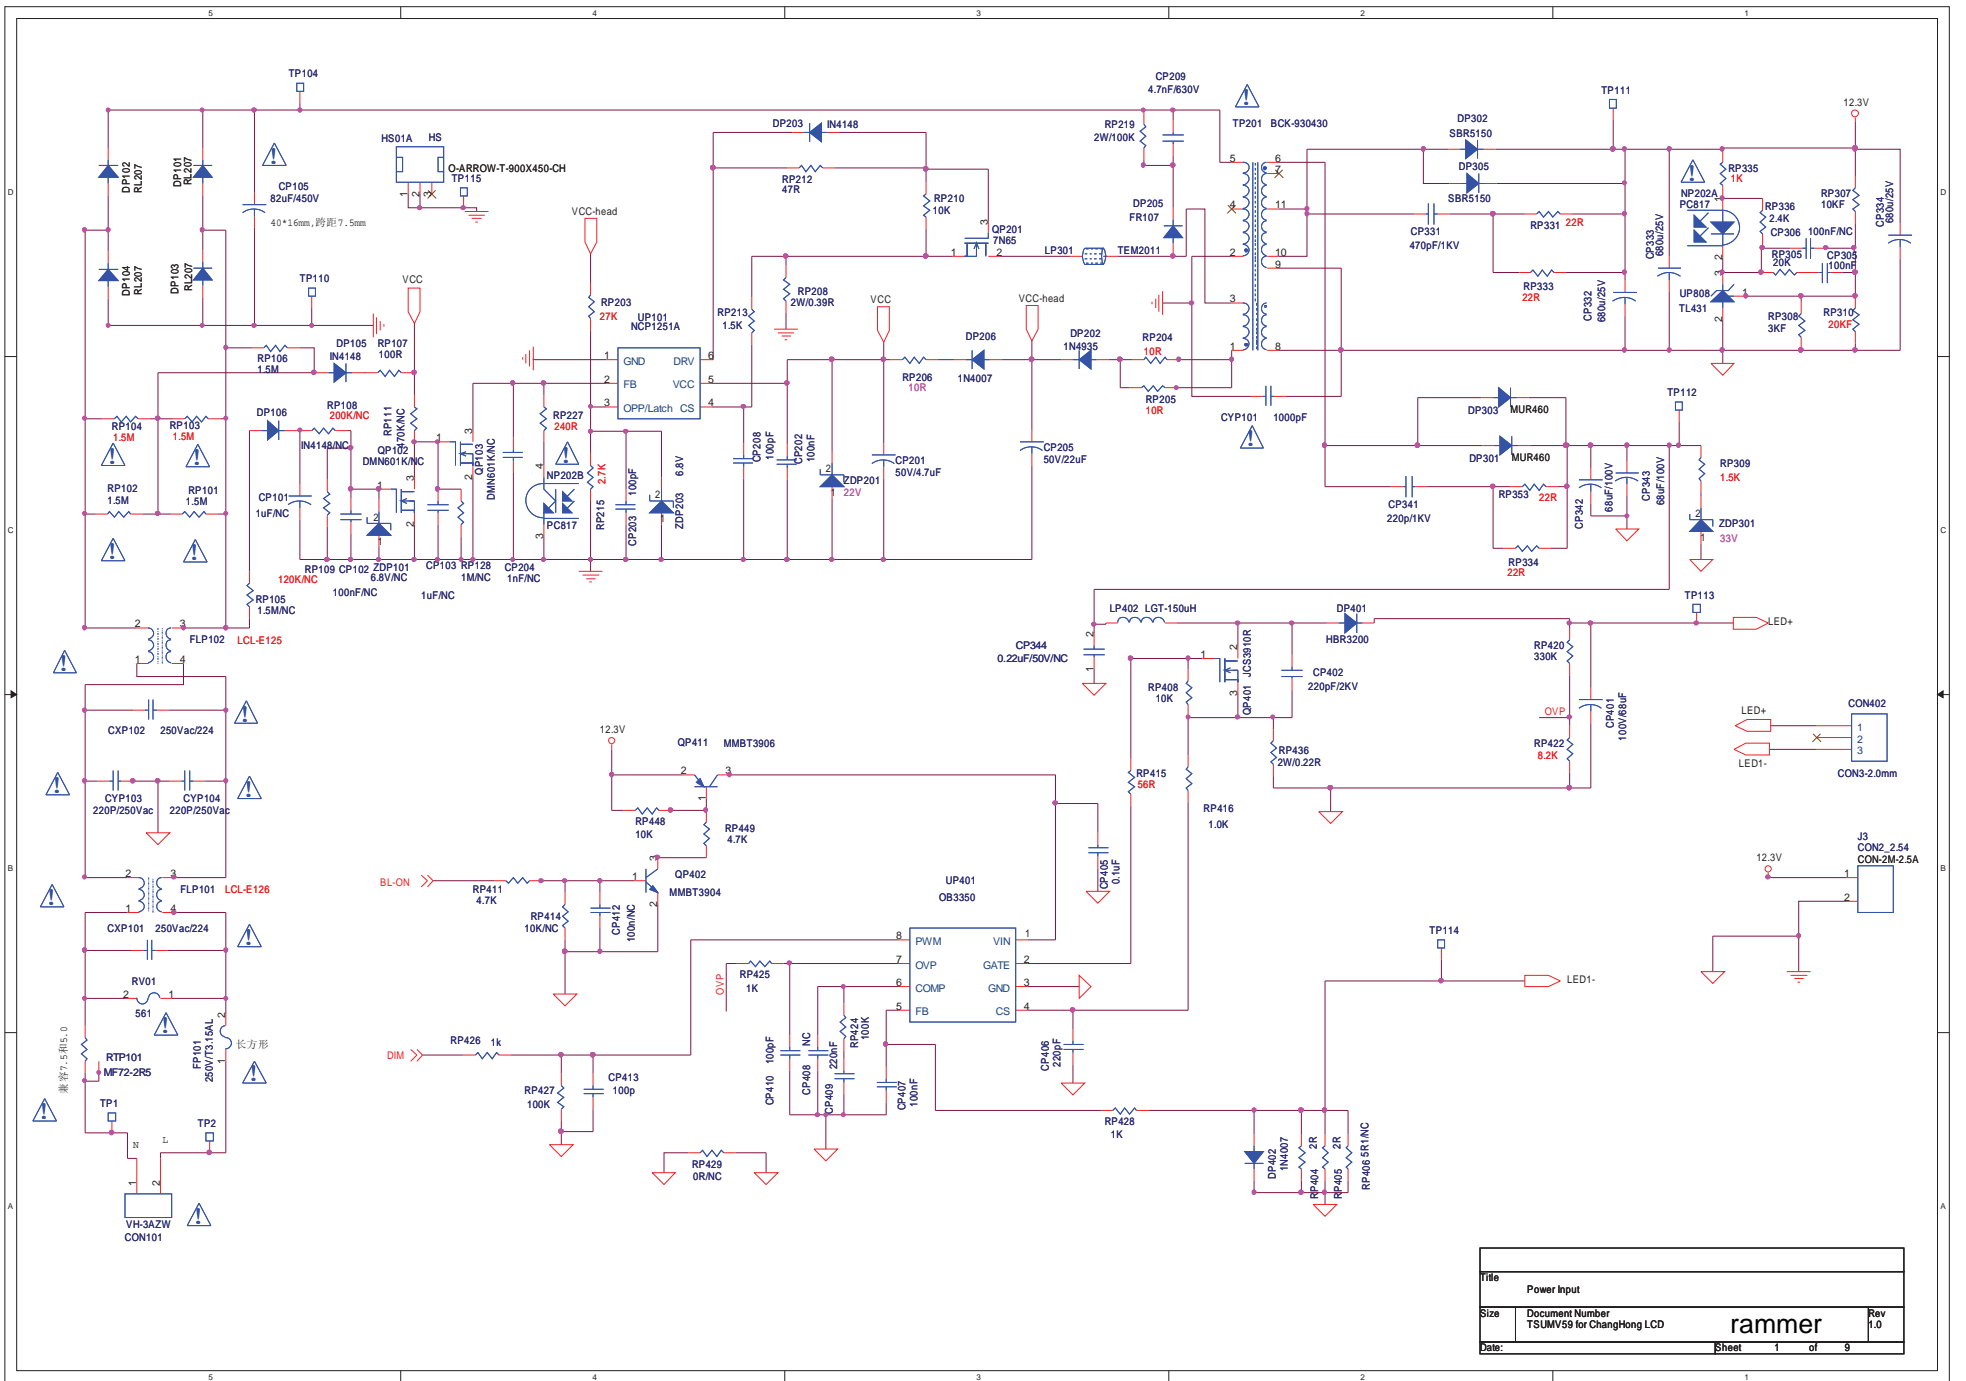 5
4
3
2
1
TP104
CP209
4.7nF/630V
TP111
12.3V
TP201 BCK-930430
DP302
SBR5150
DP305
SBR5150
HS01A HS
O-ARROW-T-900X450-CH
TP115
1 2 3
DP203 IN4148
RP212
47R
RP219
2W/100K
DP102
RL207
DP101
RL207
DP104
RL207
DP103
RL207
CP105
82uF/450V
40*16mm,跨距7.5mm
VCC-head
RP210
10K
QP201
7N65
DP205
FR107
LP301
TEM2011
RP335
1K
NP202A
PC817
RP336
2.4K
CP306
100nF/NC
RP307
10KF
CP334
680u/25V
CP331
470pF/1KV
RP331
22R
RP333
22R
CP333
680u/25V
CP332
680u/25V
RP305
20K
CP305
100nF
UP808
TL431
RP308
3KF
RP310
20KF
TP110
VCC
RP203
27K
UP101
NCP1251A
RP213
1.5K
RP208
2W/0.39R
VCC
VCC-head
DP206
1N4007
DP202
1N4935
RP204
10R
RP205
10R
RP206
10R
GND
FB
OPP/Latch
DRV
VCC
CS
RP106
1.5M
DP105
IN4148
RP107
100R
CYP101
1000pF
DP303
MUR460
DP301
MUR460
TP112
RP104
1.5M
RP103
1.5M
DP106
RP108
200K/NC
IN4148/NC
RP111
470K/NC
QP102
DMN601K/NC
QP103
DMN601K/NC
RP227
240R
NP202B
PC817
2.7K
RP215
100pF
CP203
6.8V
ZDP203
CP208
100pF
CP202
100nF
ZDP201
22V
CP201
50V/4.7uF
CP205
50V/22uF
CP341
220p/1KV
RP353
22R
RP334
22R
CP342
68uF/100V
CP343
68uF/100V
RP309
1.5K
ZDP301
33V
RP102
1.5M
RP101
1.5M
CP101
1uF/NC
RP109
120K/NC
CP102
100nF/NC
ZDP101
6.8V/NC
CP103
1uF/NC
RP128
1M/NC
CP204
1nF/NC
RP105
1.5M/NC
FLP102 LCL-E125
CP344
0.22uF/50V/NC
LP402 LGT-150uH
DP401
HBR3200
TP113
LED+
QP401 JCS3910R
CP402
220pF/2KV
RP408
10K
RP420
330K
OVP
RP422
8.2K
CP401
100V/68uF
RP436
2W/0.22R
LED+
LED1-
CON402
1
2
3
CON3-2.0mm
CXP102 250Vac/224
CYP103
220P/250Vac
CYP104
220P/250Vac
12.3V
QP411 MMBT3906
RP448
10K
RP449
4.7K
RP415
56R
RP416
1.0K
CP405
0.1uF
FLP101 LCL-E126
BL-ON
RP411
4.7K
QP402
MMBT3904
RP414
10K/NC
CP412
100n/NC
UP401
OB3350
PWM
OVP
COMP
FB
VIN
GATE
GND
CS
12.3V
J3
CON2_2.54
CON-2M-2.5A
1
2
CXP101 250Vac/224
RV01
561
FP101
250V/T3.15AL
长方形
兼容7.5和5.0
RTP101
MF72-2R5
OVP
RP425
1K
DIM
RP426 1k
RP427
100K
CP413
100p
CP410
100pF
CP408
NC
CP409
220nF
RP424
100K
CP407
100nF
CP406
220pF
TP114
LED1-
RP428
1K
DP402
1N4007
RP404
2R
RP405
2R
RP406 5R1/NC
RP429
0R/NC
TP1
TP2
N
L
1
2
VH-3AZW
CON101
Title
Power Input
Size
Document Number
TSUMV59 for ChangHong LCD
rammer
Rev
1.0
Date:
Sheet 1 of 9
5
4
3
2
1
D
C
B
A
D
C
B
A